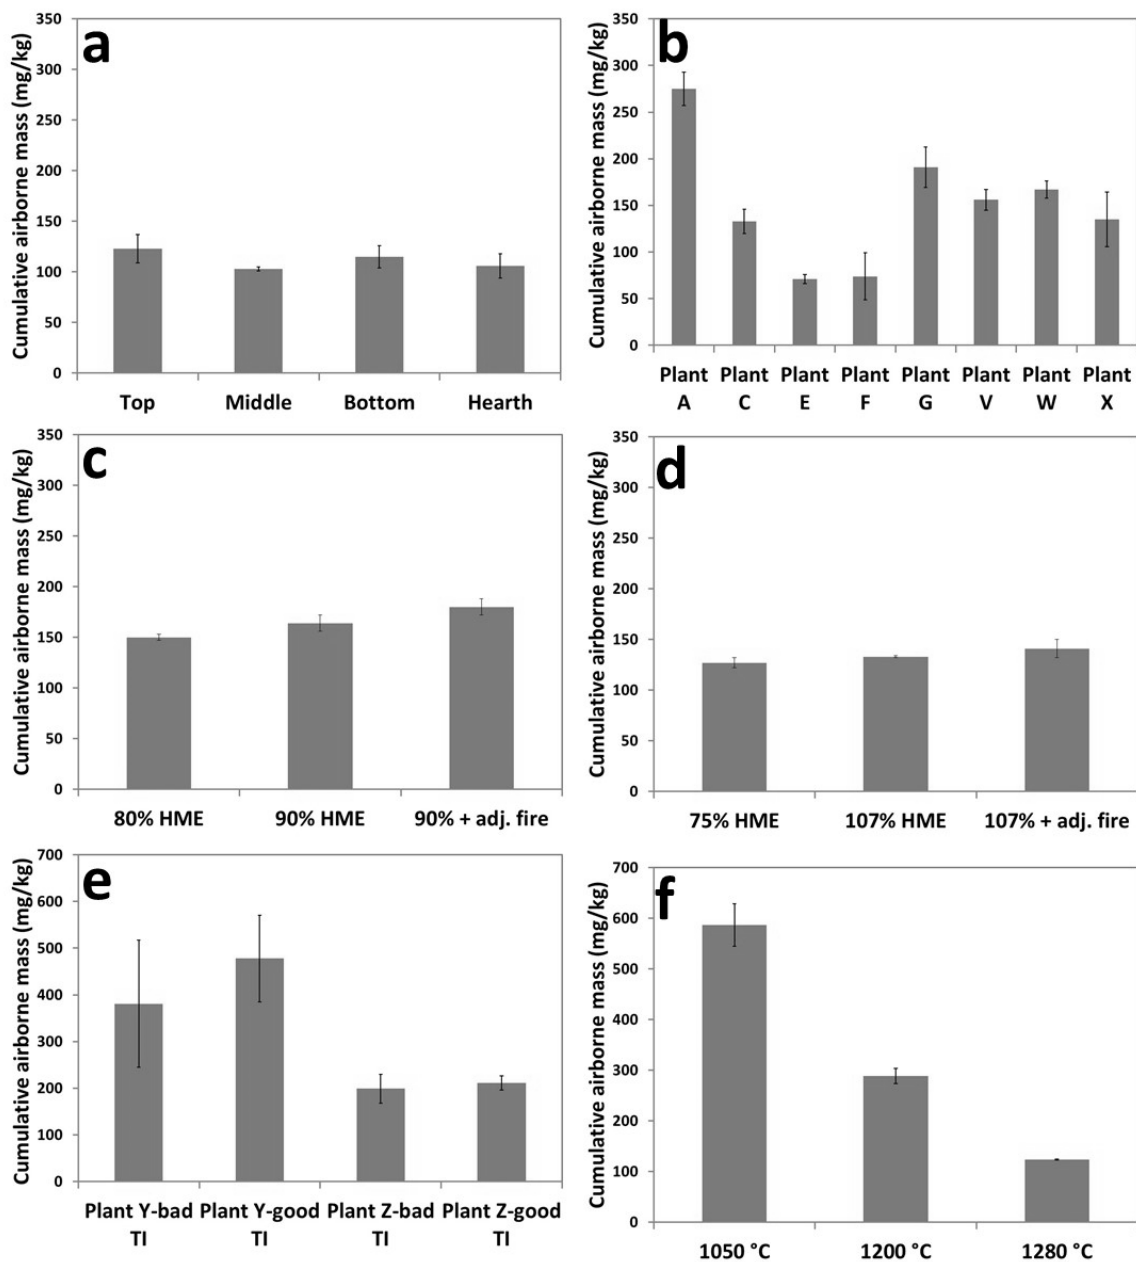 a
Cumulative airborne mass (mg/kg)
350
300
250
200
150
100
50
0
Top Middle Bottom Hearth
b
Cumulative airborne mass (mg/kg)
350
300
250
200
150
100
50
0
Plant Plant Plant Plant Plant Plant Plant Plant
A C E F G V W X
c
Cumulative airborne mass (mg/kg)
350
300
250
200
150
100
50
0
80% HME 90% HME 90% + adj. fire
d
Cumulative airborne mass (mg/kg)
350
300
250
200
150
100
50
0
75% HME 107% HME 107% + adj. fire
e
Cumulative airborne mass (mg/kg)
700
600
500
400
300
200
100
0
Plant Y-bad Plant Y-good Plant Z-bad Plant Z-good
TI TI TI TI
f
Cumulative airborne mass (mg/kg)
700
600
500
400
300
200
100
0
1050 °C 1200 °C 1280 °C